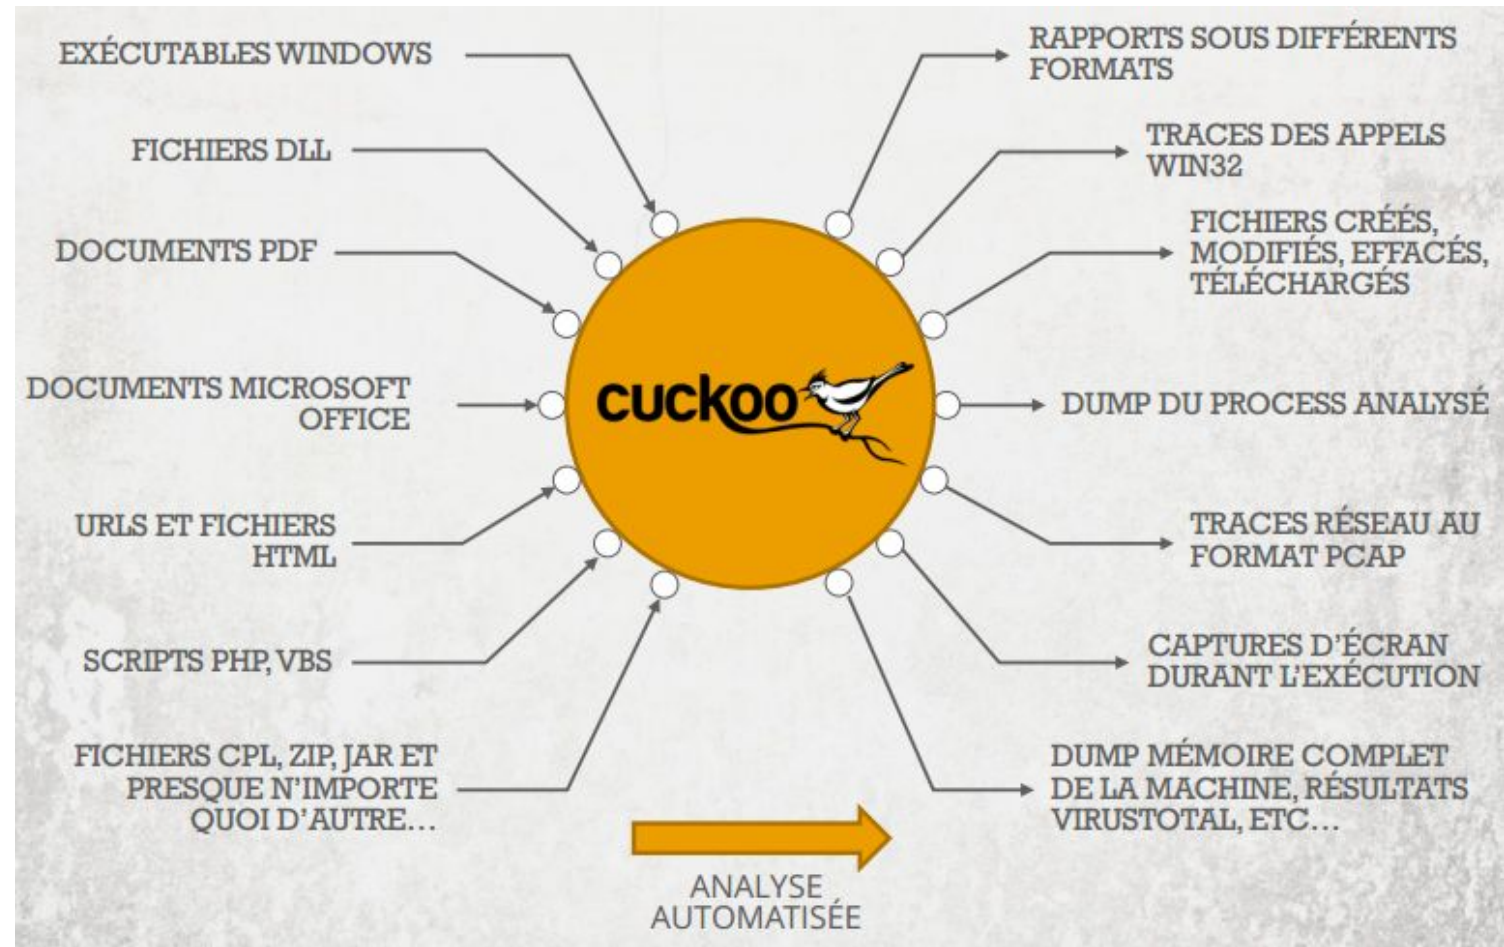 EXÉCUTABLES WINDOWS
FICHIERS DLL
DOCUMENTS PDF
DOCUMENTS MICROSOFT
OFFICE
URLS ET FICHIERS
HTML
SCRIPTS PHP, VBS
FICHIERS CPL, ZIP, JAR ET
PRESQUE N'IMPORTE
QUOI D'AUTRE...
cuckoo
RAPPORTS SOUS DIFFÉRENTS
FORMATS
TRACES DES APPELS
WIN32
FICHIERS CRÉÉS,
MODIFIÉS, EFFACÉS,
TÉLÉCHARGÉS
DUMP DU PROCESS ANALYSÉ
TRACES RÉSEAU AU
FORMAT PCAP
CAPTURES D'ÉCRAN
DURANT L'EXÉCUTION
DUMP MÉMOIRE COMPLET
DE LA MACHINE, RÉSULTATS
VIRUSTOTAL, ETC...
ANALYSE
AUTOMATISÉE